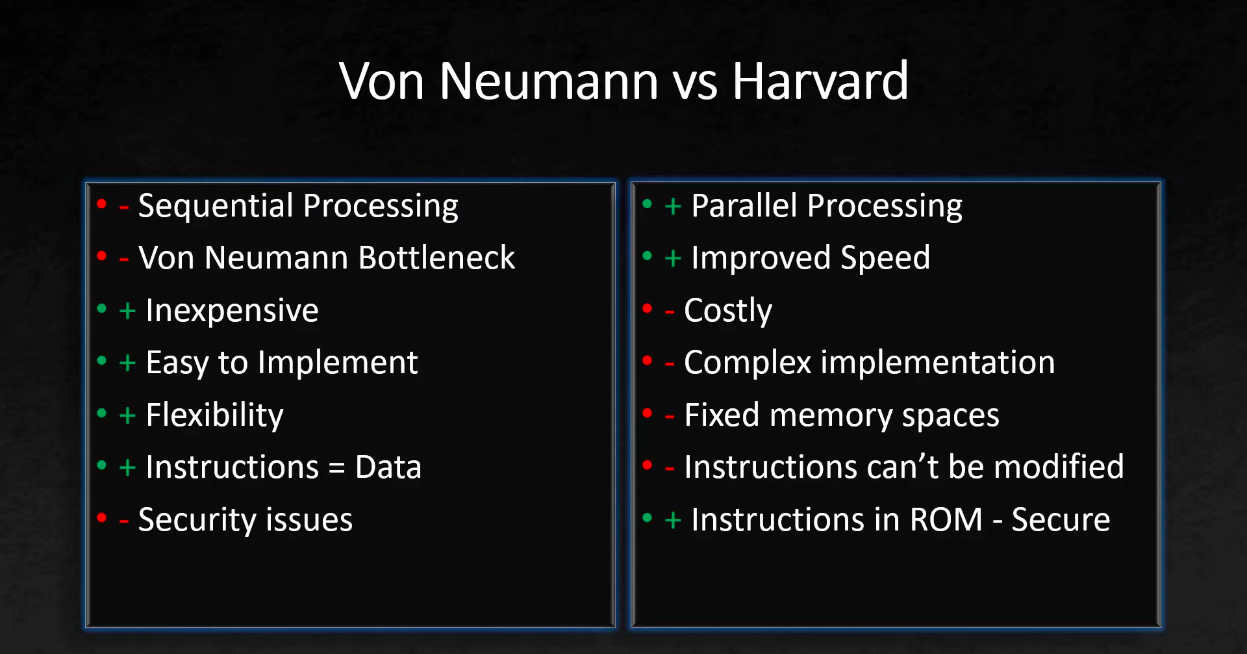 Von Neumann vs Harvard
• - Sequential Processing
• - Von Neumann Bottleneck
• + Inexpensive
• + Easy to Implement
• + Flexibility
• + Instructions = Data
• - Security issues
• + Parallel Processing
• + Improved Speed
• - Costly
• - Complex implementation
• - Fixed memory spaces
• - Instructions can’t be modified
• + Instructions in ROM - Secure